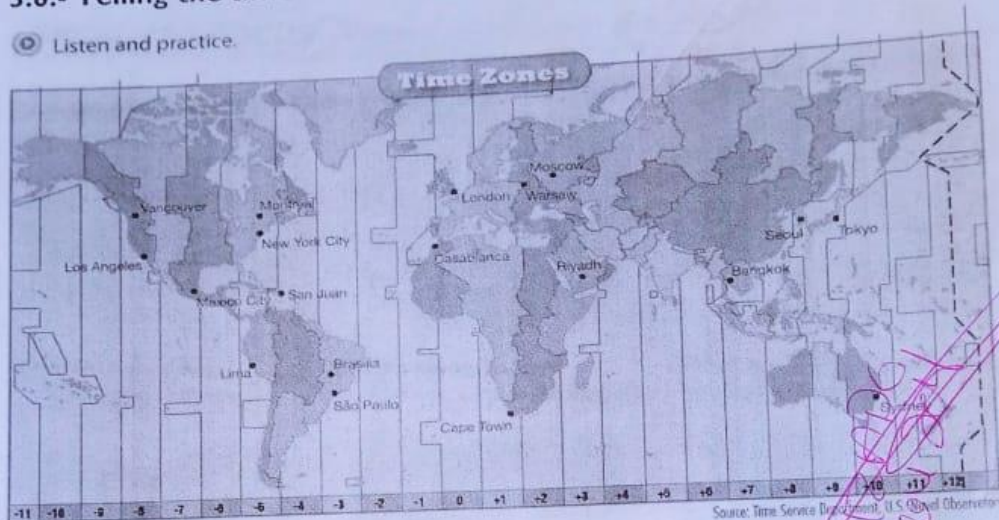 Listen and practice.
Time Zones
Moscow
London
Warsaw
Vancouver
Montreal
New York City
Seoul
Tokyo
Los Angeles
Casablanca
Riyadh
Bangkok
Mexico City
San Juan
Lima
Brasilia
São Paulo
Cape Town
Sydney
-11 -10 -9 -8 -7 -6 -5 -4 -3 -2 -1 0 +1 +2 +3 +4 +5 +6 +7 +8 +9 +10 +11 +12
Source: Time Service Department, U.S. Naval